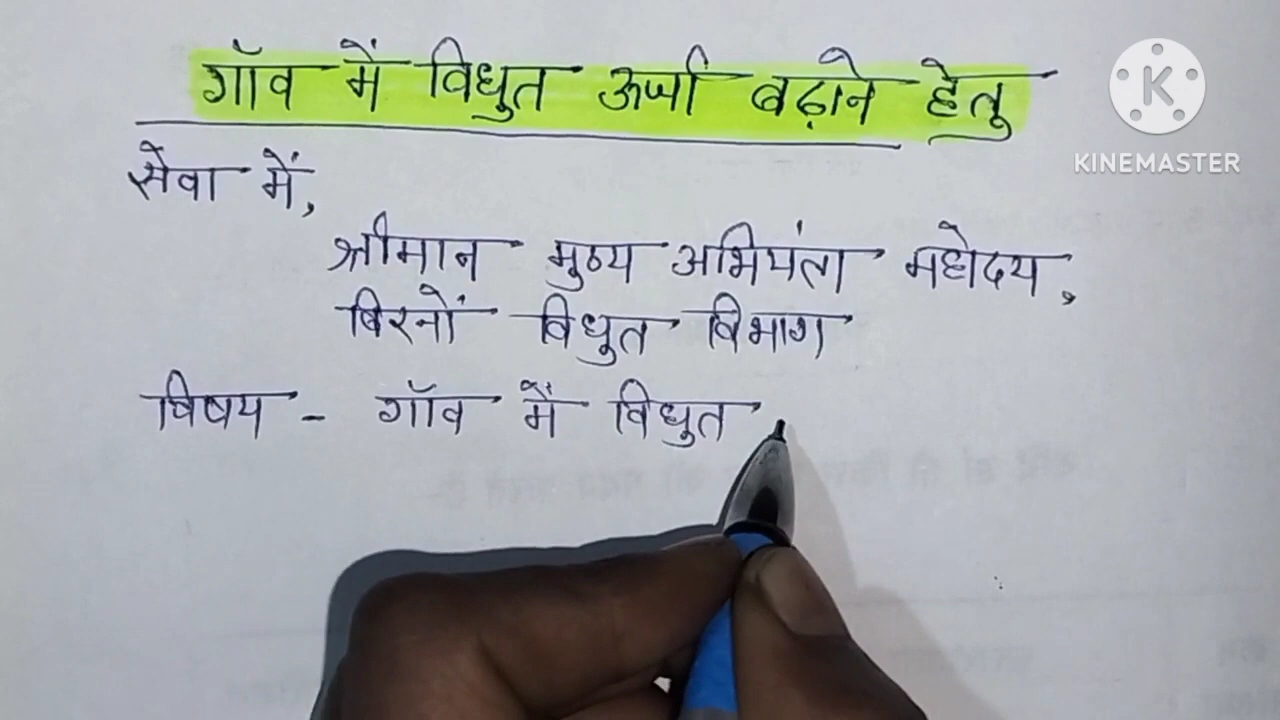 गाॅव में विधुत ऊर्जा बढ़ाने हेतू
K
KINEMASTER
सेवा में,
श्रीमान मुख्य अभियंता महोदय,
बिरनों विधुत विभाग
विषय - गाॅव में विधुत